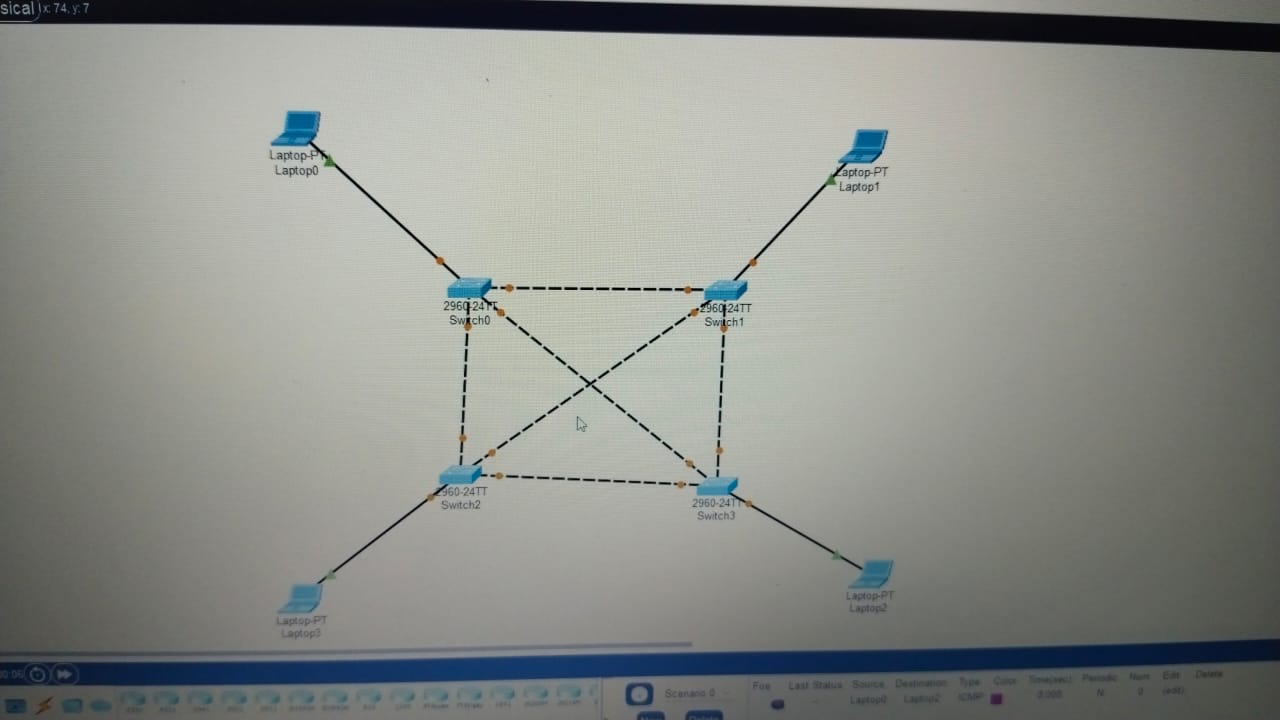 sical x: 74, y: 7
Laptop-PT
Laptop0
Laptop-PT
Laptop1
2960-24TT
Switch0
2960-24TT
Switch1
2960-24TT
Switch2
2960-24TT
Switch3
Laptop-PT
Laptop2
Laptop-PT
Laptop3
Scenario 0
Fire Last Status Source Destination Type Color Time(sec) Periodic Num Edit Delete
Laptop0 Laptop2 ICMP 0.000 N 0 (edit)